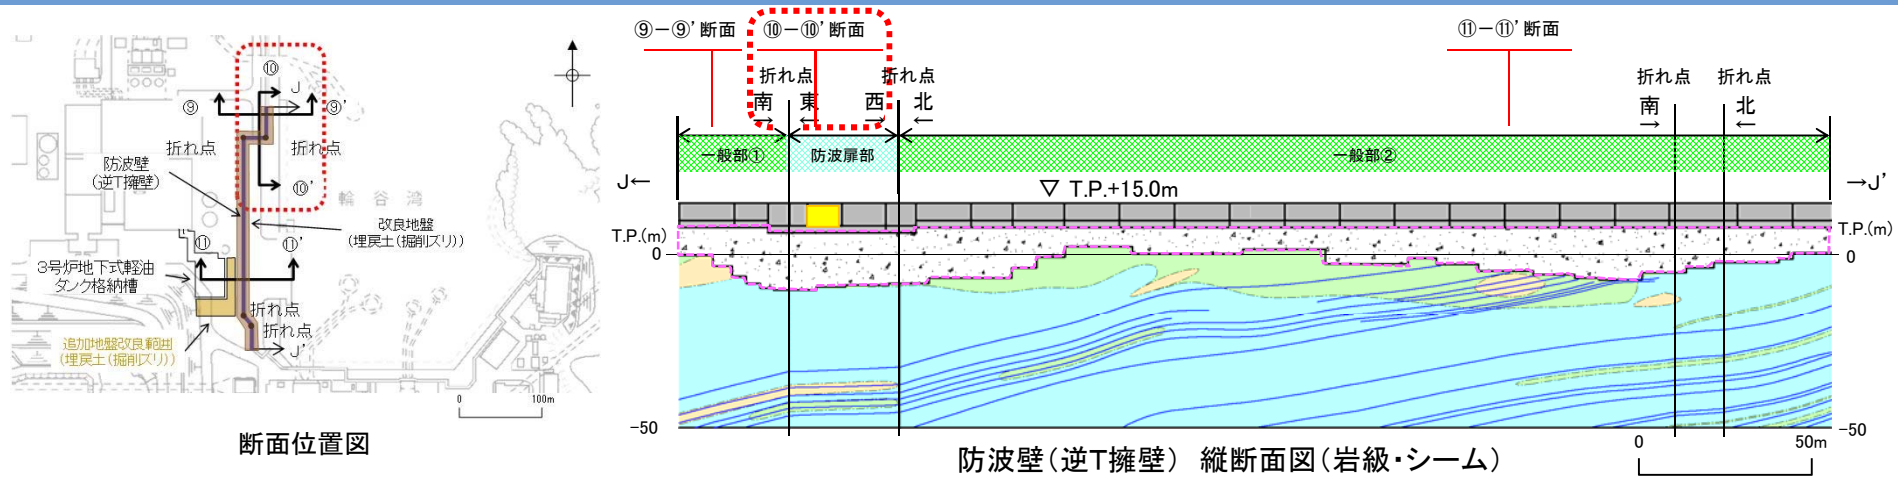 ⑩
J
⑨
⑨’
折れ点
折れ点
防波壁
(逆T擁壁)
⑩’
輪谷湾
改良地盤
(埋戻土(掘削ズリ))
⑪
⑪’
3号炉地下式軽油
タンク格納槽
折れ点
折れ点
追加地盤改良範囲
(埋戻土(掘削ズリ))
J’
0
100m
断面位置図
⑨-⑨’断面
⑩-⑩’断面
⑪-⑪’断面
折れ点
折れ点
折れ点
折れ点
南
→
東
←
西
→
北
←
南
→
北
←
一般部①
防波扉部
一般部②
J←
▽ T.P.+15.0m
→J’
T.P.(m)
T.P.(m)
0
0
-50
-50
0
50m
防波壁(逆T擁壁) 縦断面図(岩級・シーム)